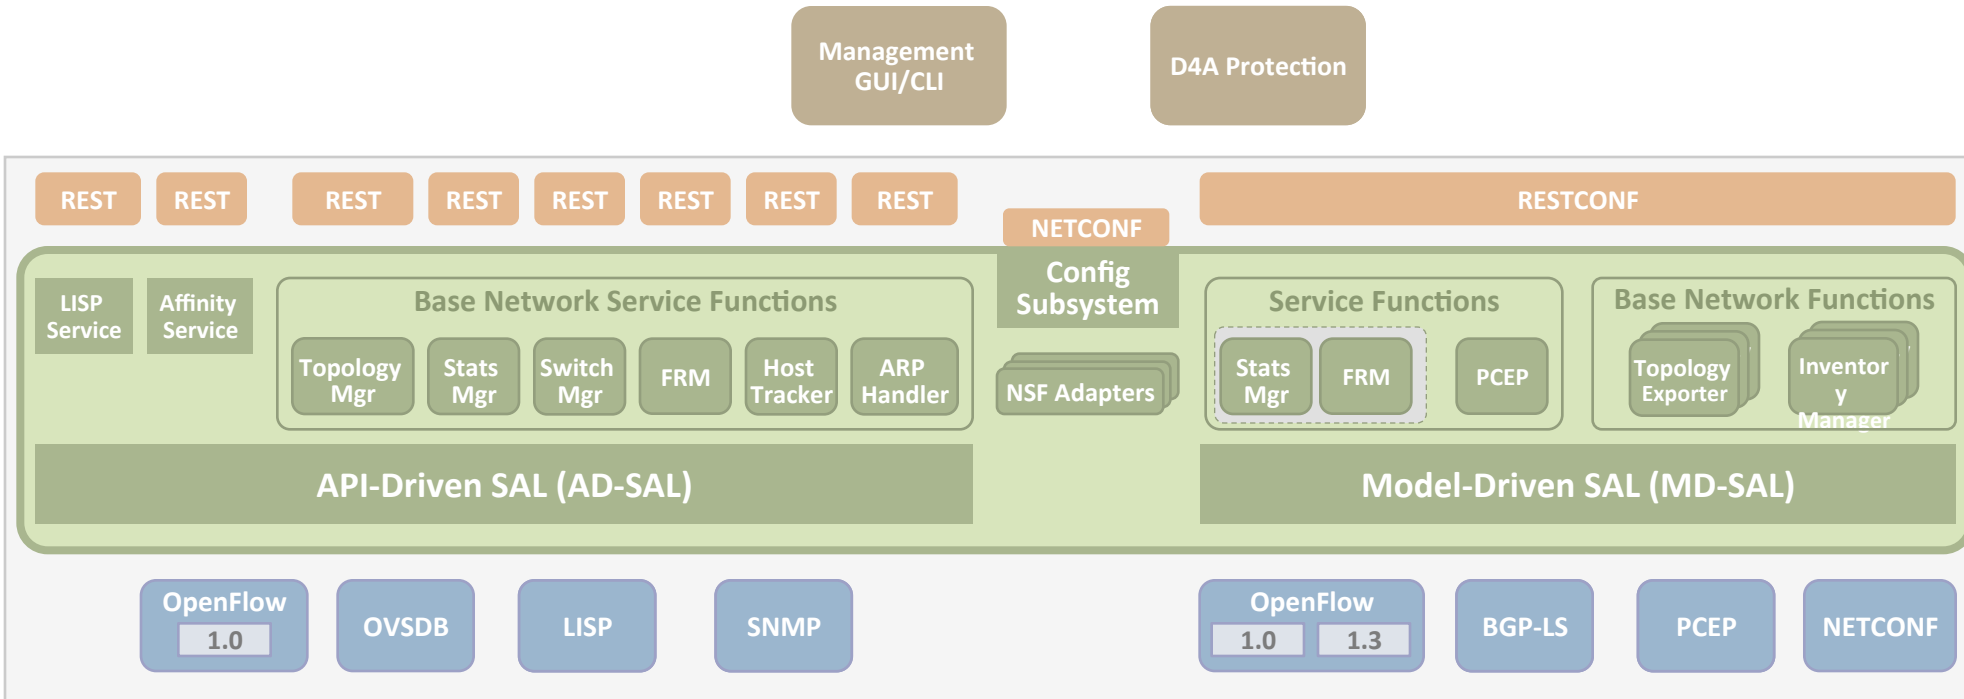 Management
GUI/CLI
D4A Protection
REST
REST
REST
REST
REST
REST
REST
REST
NETCONF
RESTCONF
LISP
Service
Affinity
Service
Base Network Service Functions
Topology
Mgr
Stats
Mgr
Switch
Mgr
FRM
Host
Tracker
ARP
Handler
Config
Subsystem
NSF Adapters
Service Functions
Stats
Mgr
FRM
PCEP
Base Network Functions
Topology
Exporter
Inventor
y
Manager
API-Driven SAL (AD-SAL)
Model-Driven SAL (MD-SAL)
OpenFlow
1.0
OVSDB
LISP
SNMP
OpenFlow
1.0
1.3
BGP-LS
PCEP
NETCONF